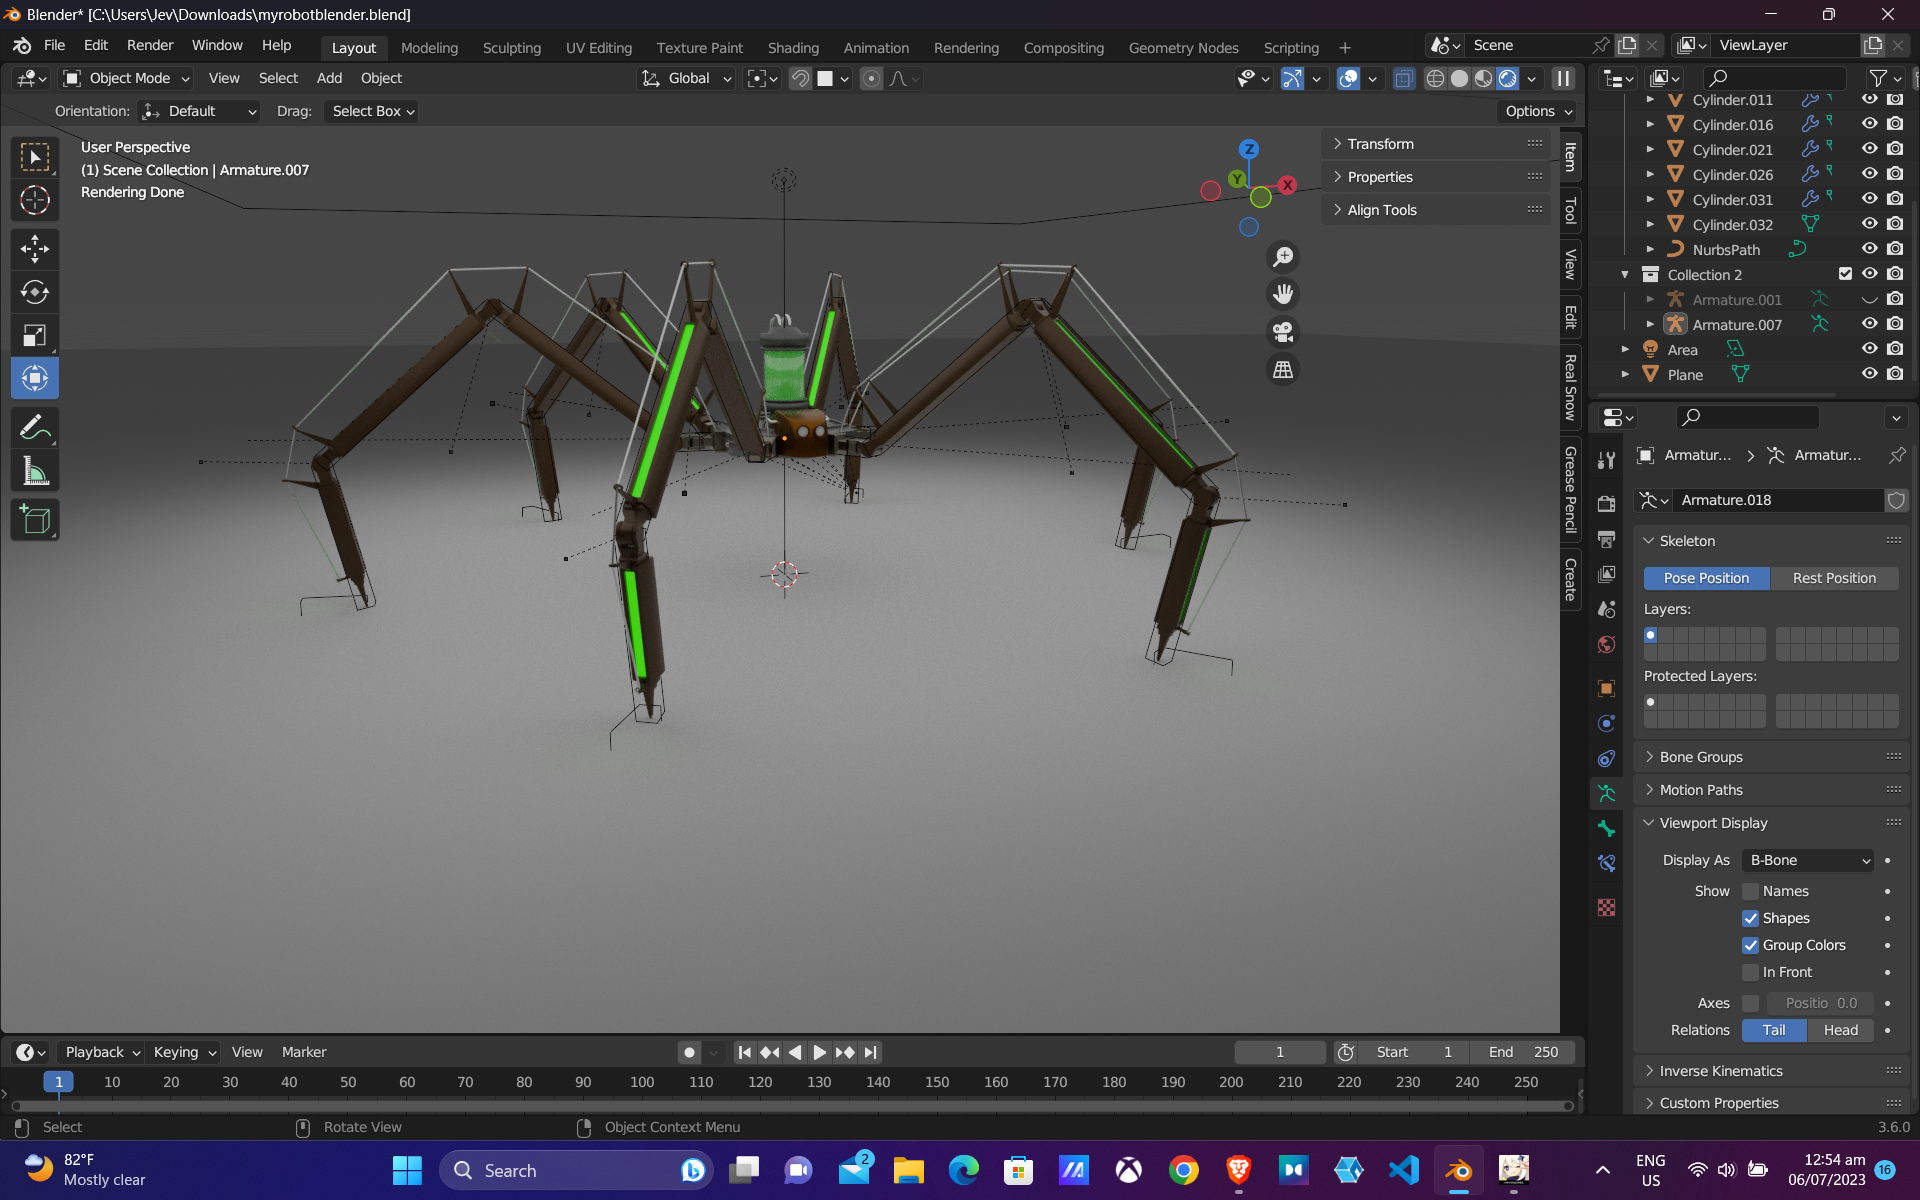 Blender* [C:\Users\Jev\Downloads\myrobotblender.blend]
File Edit Render Window Help
Layout Modeling Sculpting UV Editing Texture Paint Shading Animation Rendering Compositing Geometry Nodes Scripting +
Scene
ViewLayer
Object Mode View Select Add Object
Global
Orientation: Default Drag: Select Box
Options
User Perspective
(1) Scene Collection | Armature.007
Rendering Done
Z
Y
X
Transform
Properties
Align Tools
Item
Tool
View
Edit
Real Snow
Grease Pencil
Create
Cylinder.011
Cylinder.016
Cylinder.021
Cylinder.026
Cylinder.031
Cylinder.032
NurbsPath
Collection 2
Armature.001
Armature.007
Area
Plane
Armatur... > Armatur...
Armature.018
Skeleton
Pose Position Rest Position
Layers:
Protected Layers:
Bone Groups
Motion Paths
Viewport Display
Display As B-Bone
Show Names
Shapes
Group Colors
In Front
Axes Positio 0.0
Relations Tail Head
Inverse Kinematics
Custom Properties
Playback Keying View Marker
1
Start 1 End 250
1 10 20 30 40 50 60 70 80 90 100 110 120 130 140 150 160 170 180 190 200 210 220 230 240 250
Select Rotate View Object Context Menu
3.6.0
82°F
Mostly clear
Search
2
ENG
US
12:54 am
06/07/2023
16